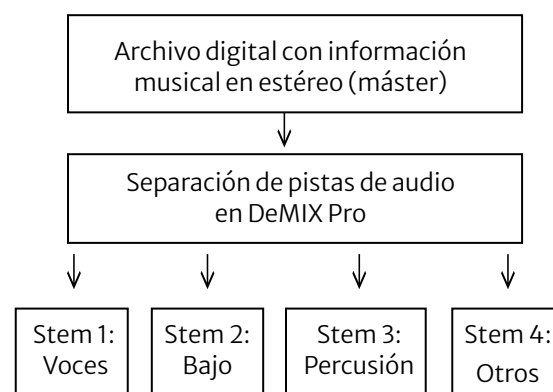 Archivo digital con información
musical en estéreo (máster)
Separación de pistas de audio
en DeMIX Pro
Stem 1:
Voces
Stem 2:
Bajo
Stem 3:
Percusión
Stem 4:
Otros